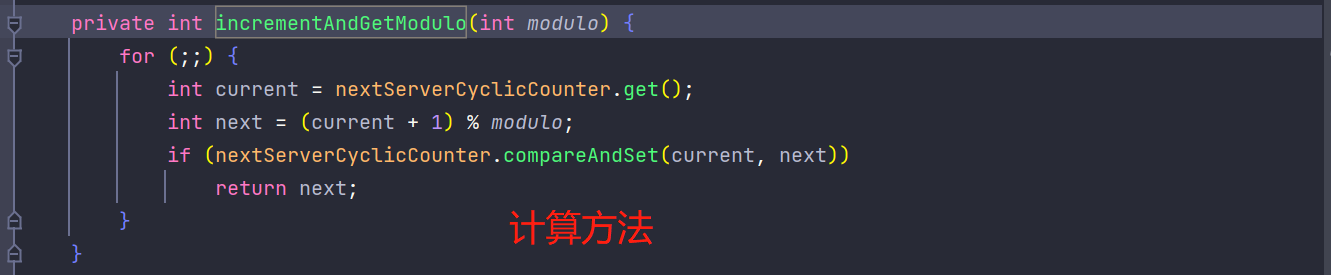 private int incrementAndGetModulo(int modulo) {
for (;;) {
int current = nextServerCyclicCounter.get();
int next = (current + 1) % modulo;
if (nextServerCyclicCounter.compareAndSet(current, next))
return next;
}
计算方法
}